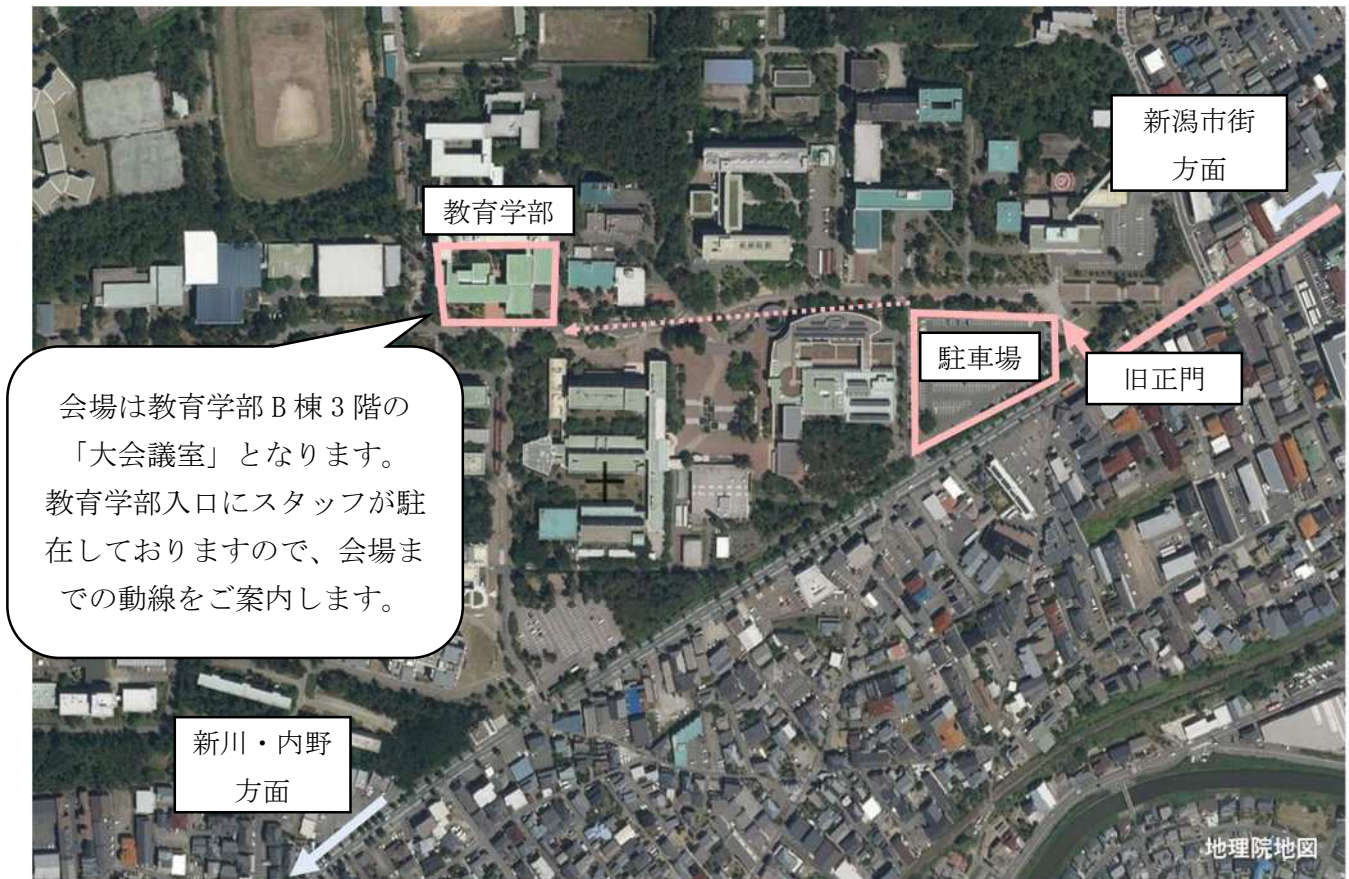 新潟市街
方面
教育学部
駐車場
旧正門
会場は教育学部B棟3階の
「大会議室」となります。
教育学部入口にスタッフが駐
在しておりますので、会場ま
での動線をご案内します。
新川・内野
方面
地理院地図